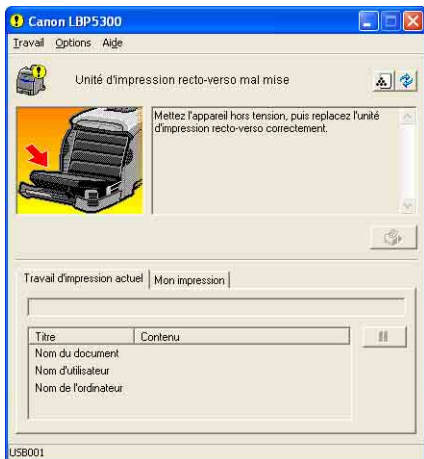 Canon LBP5300
Travail Options Aide
Unité d'impression recto-verso mal mise
Mettez l'appareil hors tension, puis replacez l'unité
d'impression recto-verso correctement.
Travail d'impression actuel Mon impression
Titre Contenu
Nom du document
Nom d'utilisateur
Nom de l'ordinateur
USB001